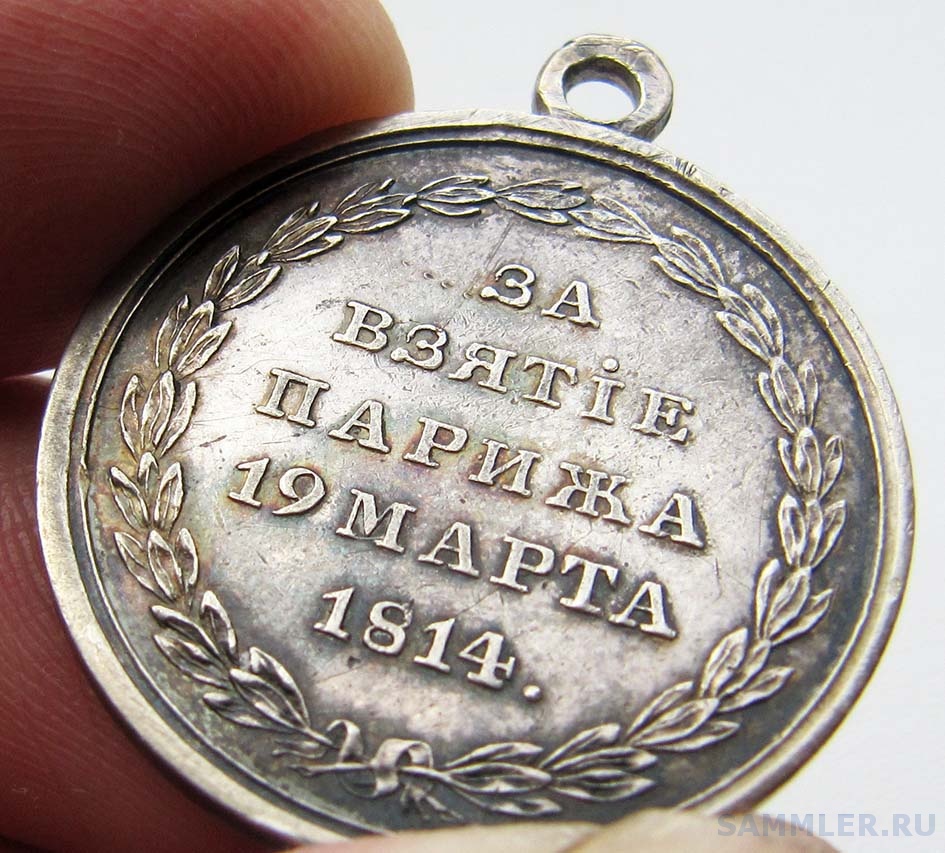 ЗА
ВЗЯТІЕ
ПАРИЖА
19 МАРТА
1814.
SAMMLER.RU